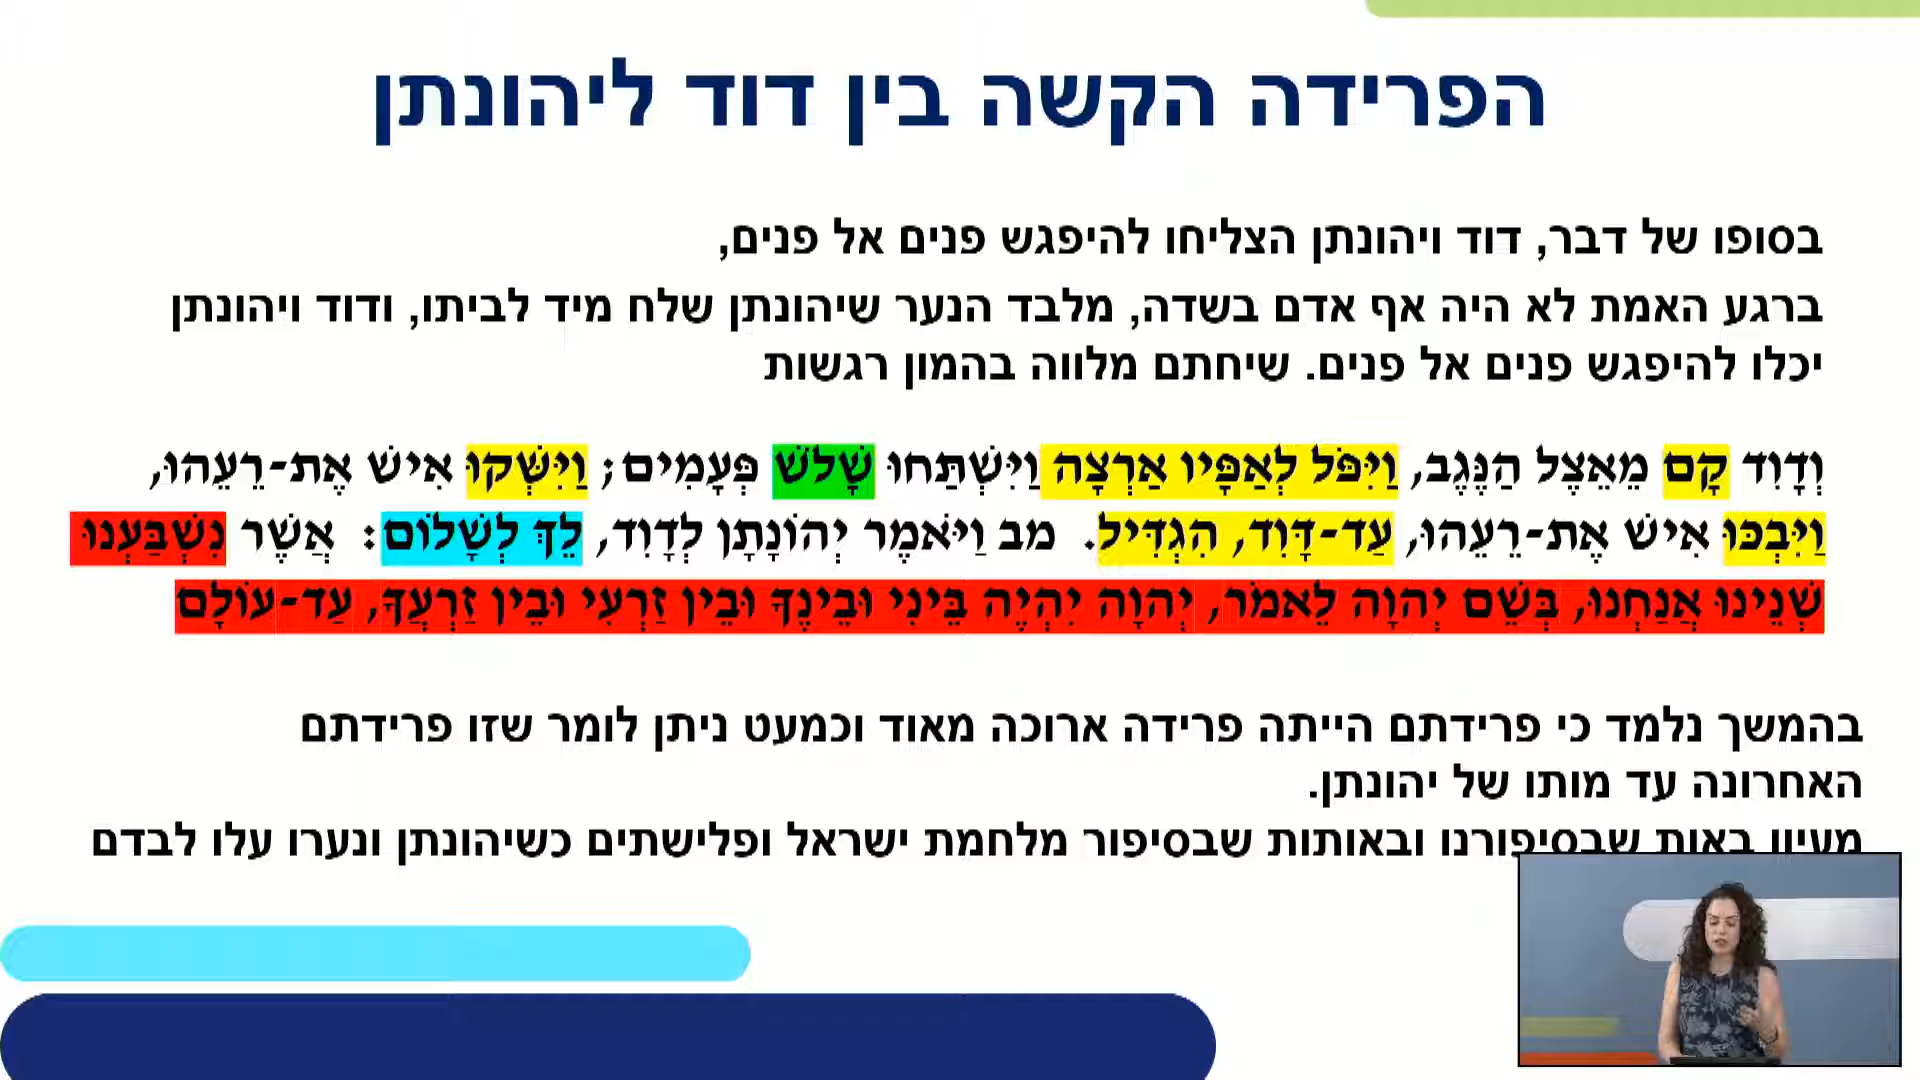 הפרידה הקשה בין דוד ליהונתן
בסופו של דבר, דוד ויהונתן הצליחו להיפגש פנים אל פנים,
ברגע האמת לא היה אף אדם בשדה, מלבד הנער שיהונתן שלח מיד לביתו, ודוד ויהונתן
יכלו להיפגש פנים אל פנים. שיחתם מלווה בהמון רגשות
וְדָוִד קָם מֵאֵצֶל הַנֶּגֶב, וַיִּפֹּל לְאַפָּיו אַרְצָה וַיִּשְׁתַּחוּ שָׁלֹשׁ פְּעָמִים; וַיִּשְּׁקוּ אִישׁ אֶת-רֵעֵהוּ,
וַיִּבְכּוּ אִישׁ אֶת-רֵעֵהוּ, עַד-דָּוִד, הִגְדִּיל. מב וַיֹּאמֶר יְהוֹנָתָן לְדָוִד, לֵךְ לְשָׁלוֹם: אֲשֶׁר נִשְׁבַּעְנוּ
שְׁנֵינוּ אֲנַחְנוּ, בְּשֵׁם יְהוָה לֵאמֹר, יְהוָה יִהְיֶה בֵּינִי וּבֵינֶךָ וּבֵין זַרְעִי וּבֵין זַרְעֲךָ, עַד-עוֹלָם
בהמשך נלמד כי פרידתם הייתה פרידה ארוכה מאוד וכמעט ניתן לומר שזו פרידתם
האחרונה עד מותו של יהונתן.
מעיון באות שבסיפורנו ובאותות שבסיפור מלחמת ישראל ופלישתים כשיהונתן ונערו עלו לבדם